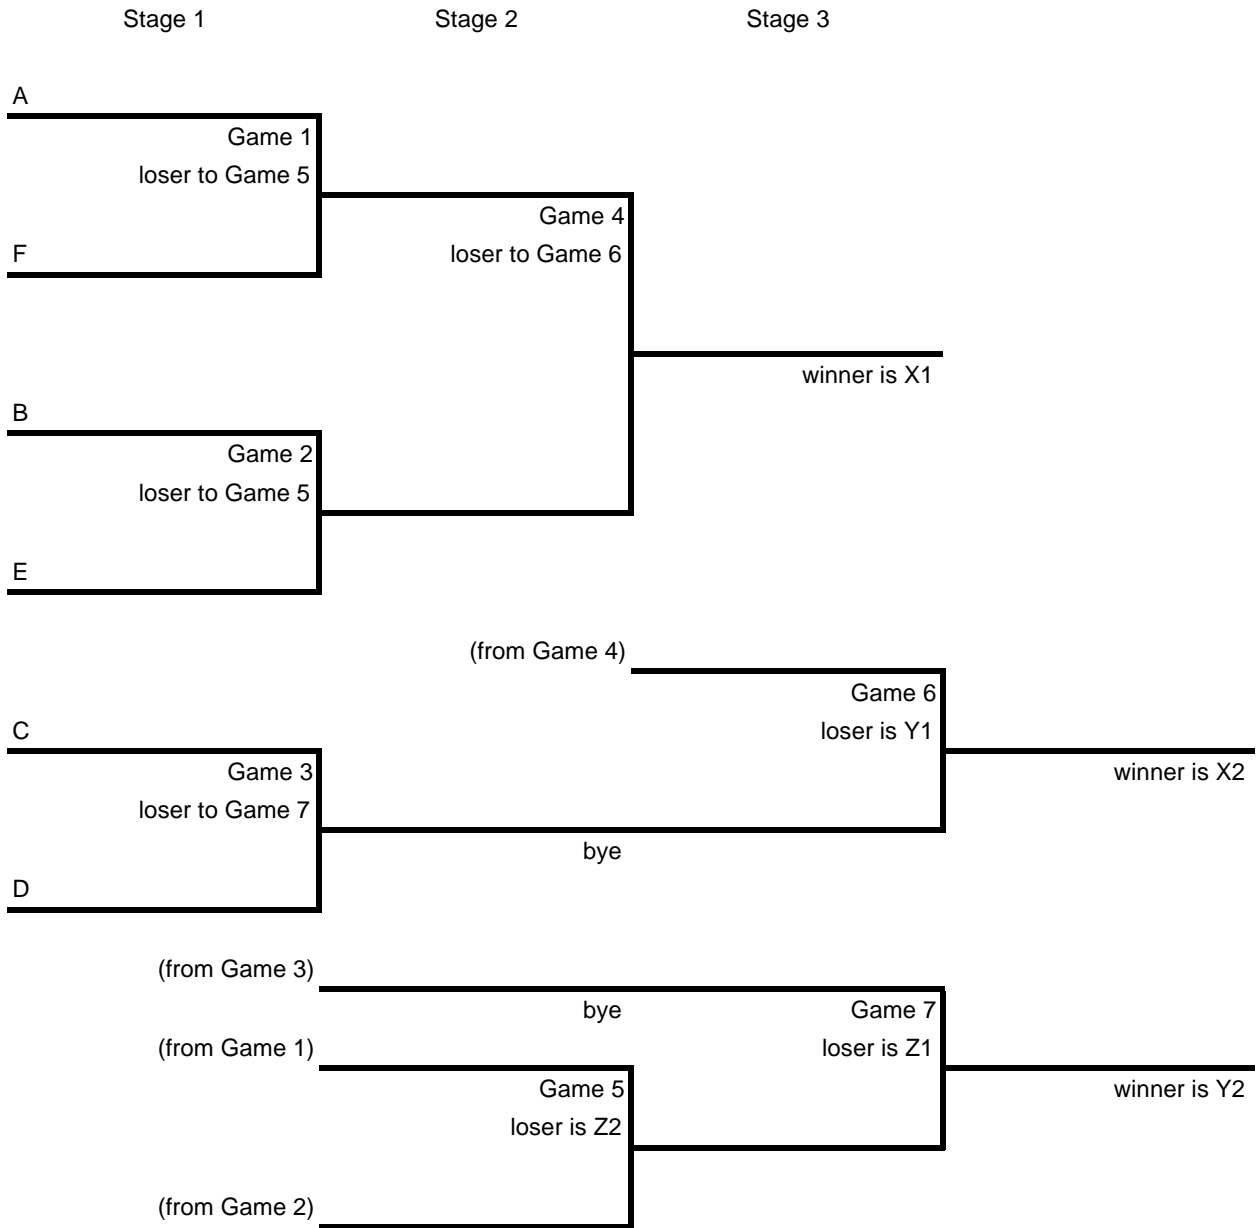 Stage 1
Stage 2
Stage 3
A
Game 1
loser to Game 5
F
Game 4
loser to Game 6
winner is X1
B
Game 2
loser to Game 5
E
(from Game 4)
Game 6
loser is Y1
winner is X2
C
Game 3
loser to Game 7
bye
D
(from Game 3)
bye
Game 7
loser is Z1
winner is Y2
(from Game 1)
Game 5
loser is Z2
(from Game 2)